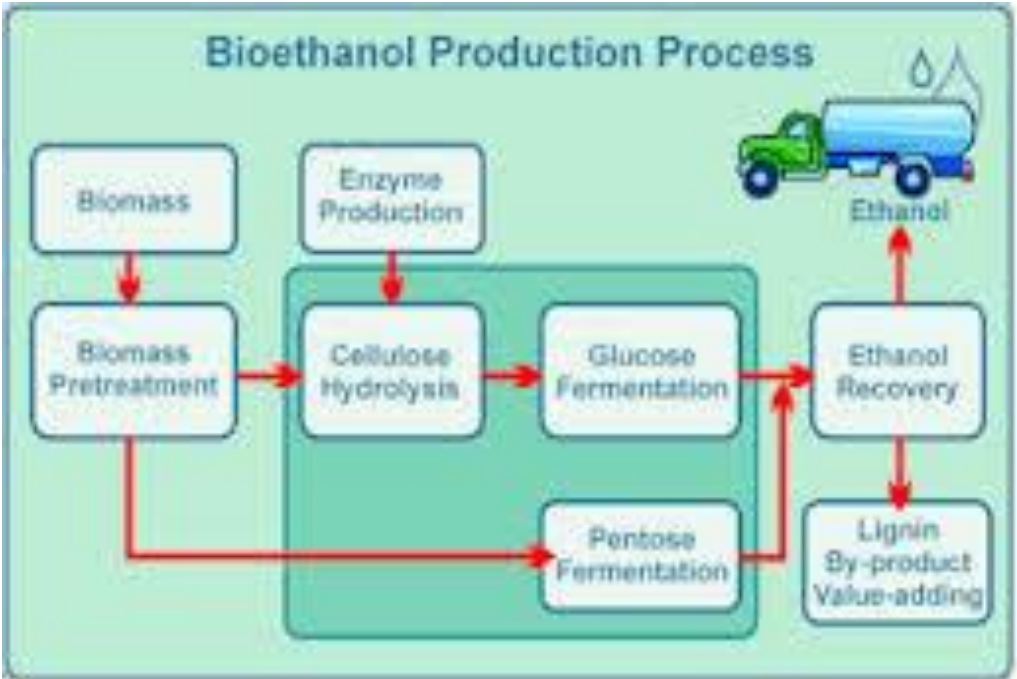 Bioethanol Production Process
Biomass
Enzyme
Production
Ethanol
Biomass
Pretreatment
Cellulose
Hydrolysis
Glucose
Fermentation
Ethanol
Recovery
Pentose
Fermentation
Lignin
By-product
Value-adding